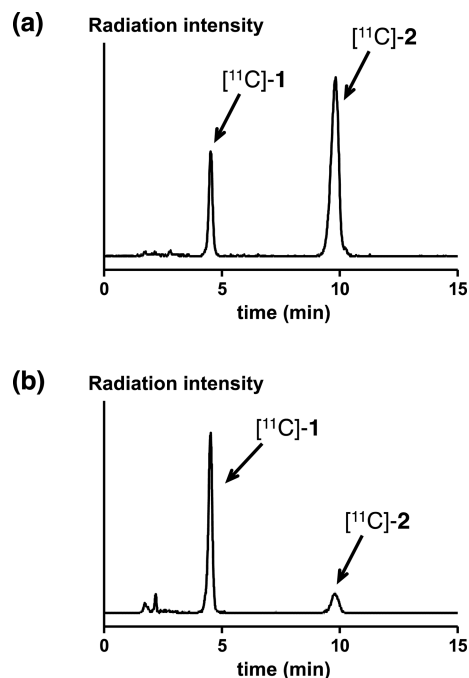 (a)
Radiation intensity
[¹¹C]-2
[¹¹C]-1
0 5 10 15
time (min)
(b)
Radiation intensity
[¹¹C]-1
[¹¹C]-2
0 5 10 15
time (min)